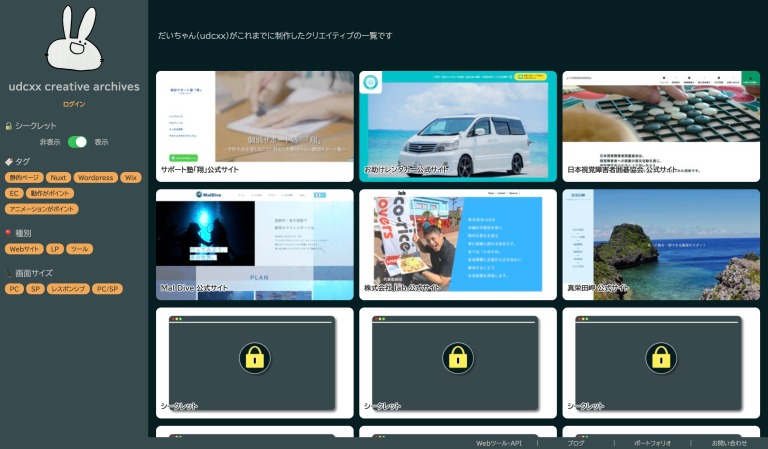 udcxx creative archives
ログイン
シークレット
非表示
表示
タグ
静的ページ
Nuxt
Wordpress
Wix
EC
動作がポイント
アニメーションがポイント
種別
Webサイト
LP
ツール
画面サイズ
PC
SP
レスポンシブ
PC/SP
だいちゃん(udcxx)がこれまでに制作したクリエイティブの一覧です
サポート塾「翔」公式サイト
お助けレンタカー 公式サイト
日本視覚障害者囲碁協会 公式サイト
Mal Dive
PLAN
Mal Dive 公式サイト
lab
co-rice
lovers
株式会社 lab 公式サイト
真栄田岬 公式サイト
シークレット
シークレット
シークレット
Webツール・API
ブログ
ポートフォリオ
お問い合わせ